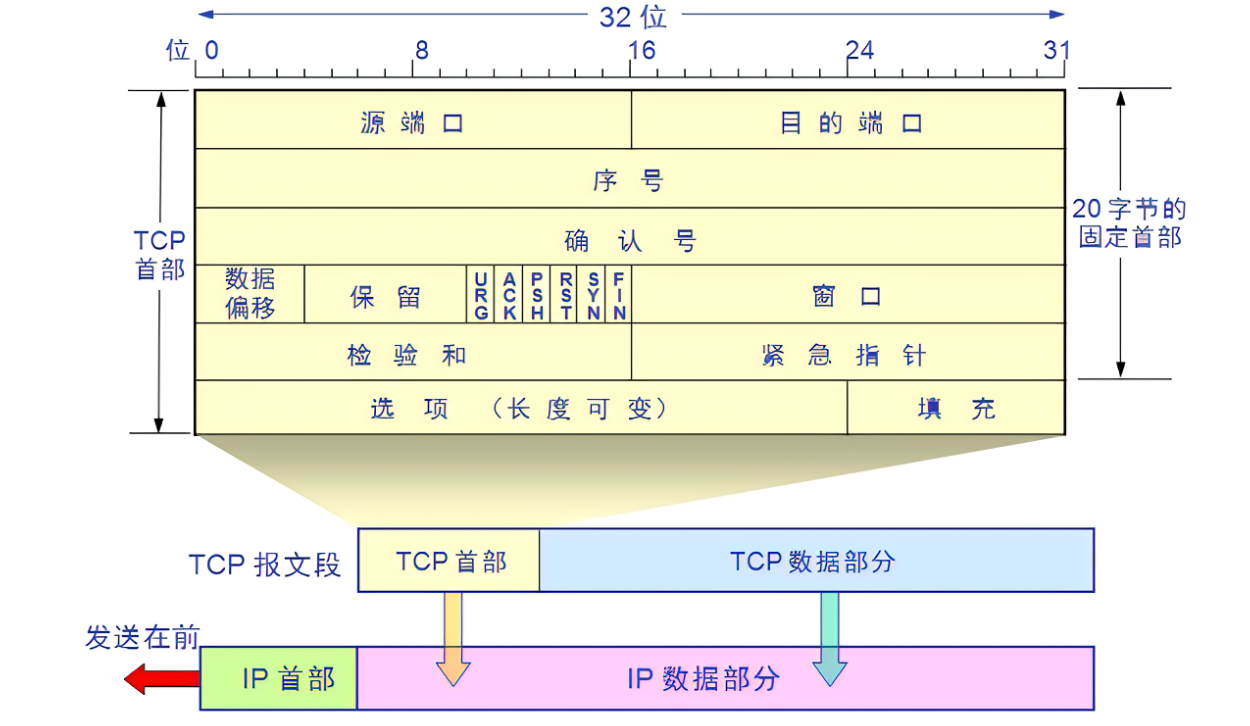 32 位
位 0 8 16 24 31
源端口 目的端口
序号
确认号
TCP
首部
20 字节的
固定首部
数据
偏移
保留
URG
ACK
PSH
RST
SYN
FIN
窗口
检验和 紧急指针
选项 （长度可变） 填充
TCP 报文段 TCP 首部 TCP 数据部分
发送在前
IP 首部 IP 数据部分